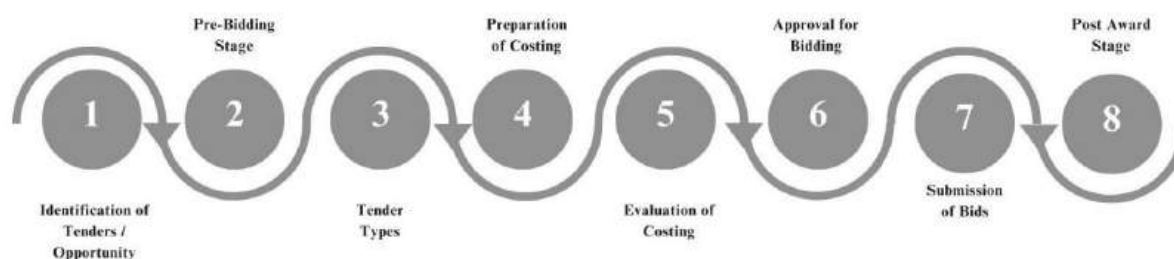 Pre-Bidding
Stage
Preparation
of Costing
Approval for
Bidding
Post Award
Stage
1
2
3
4
5
6
7
8
Identification of
Tenders /
Opportunity
Tender
Types
Evaluation of
Costing
Submission
of Bids